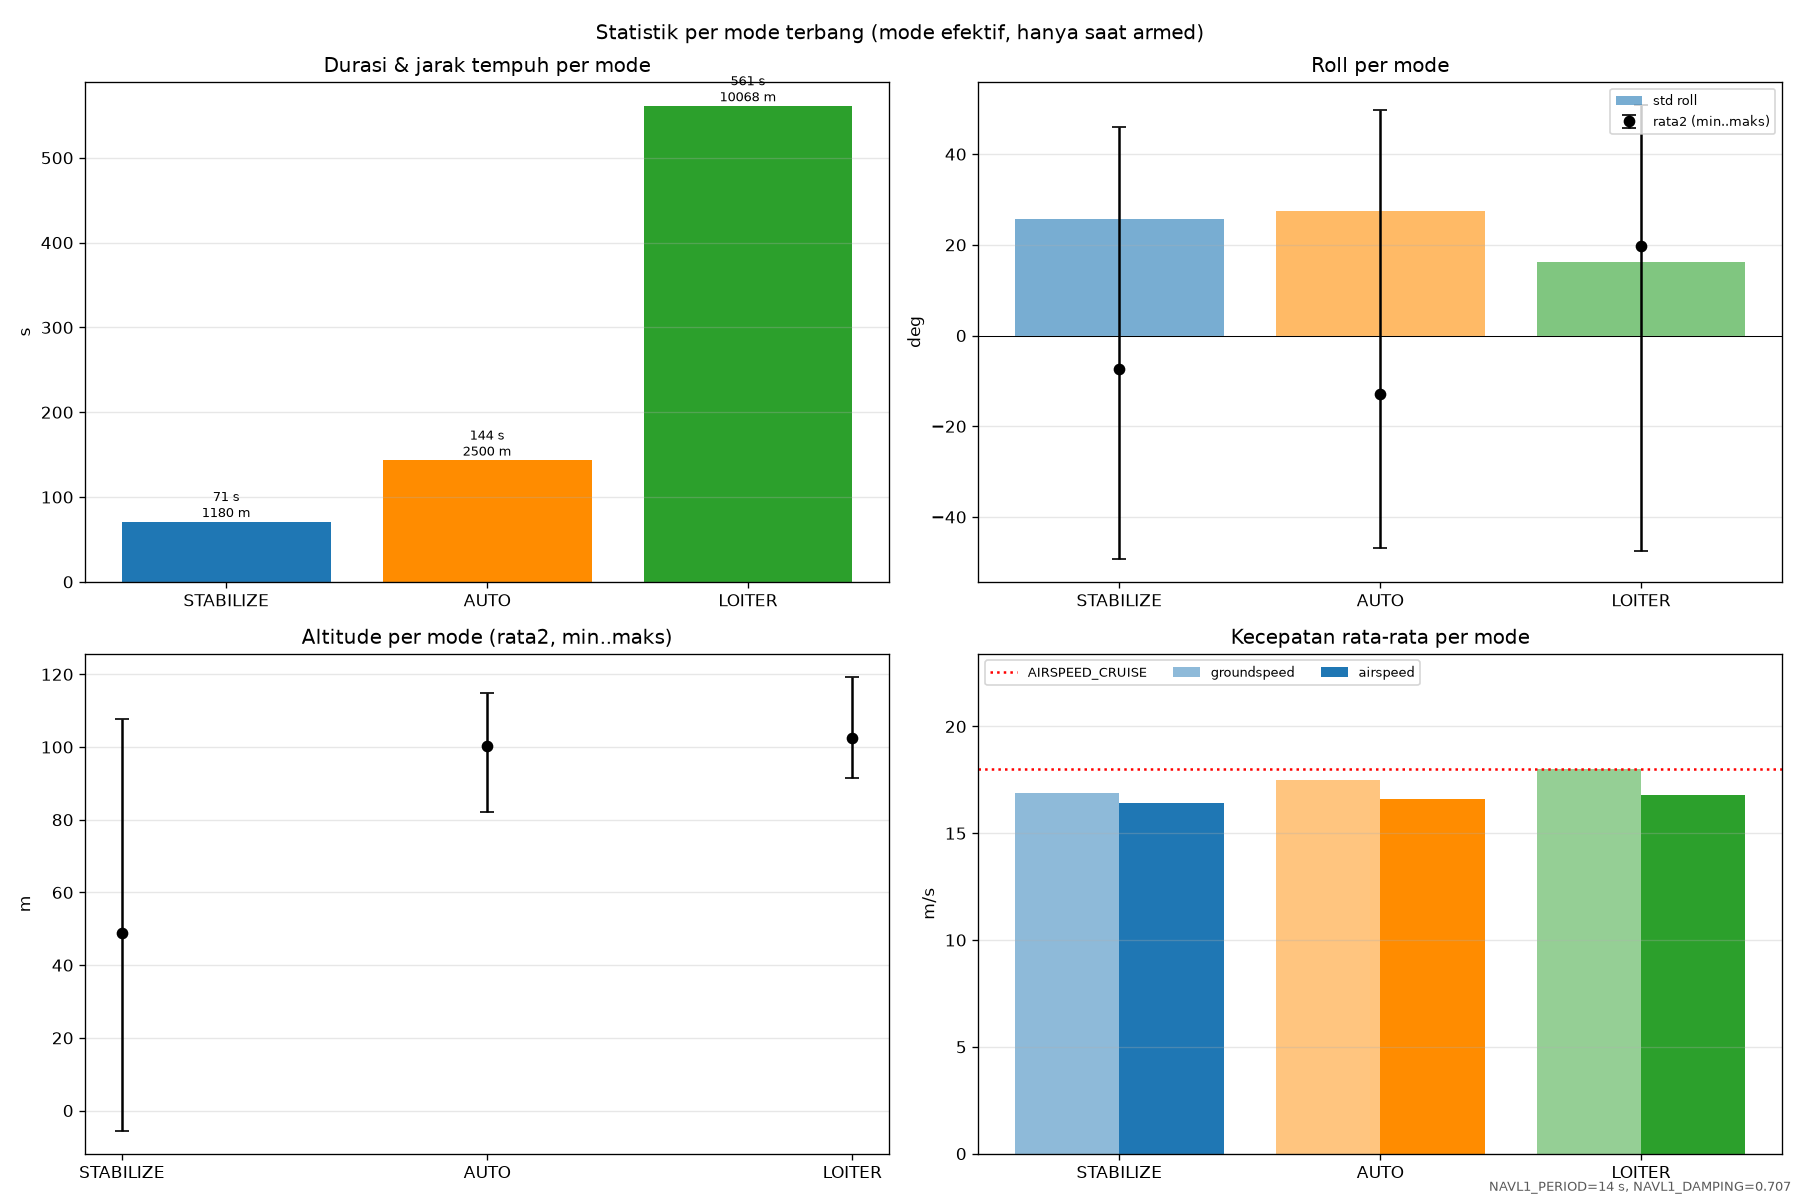 Statistik per mode terbang (mode efektif, hanya saat armed)
Durasi & jarak tempuh per mode
s
0
100
200
300
400
500
71 s
1180 m
144 s
2500 m
561 s
10068 m
STABILIZE
AUTO
LOITER
Roll per mode
deg
40
20
0
−20
−40
std roll
rata2 (min..maks)
STABILIZE
AUTO
LOITER
Altitude per mode (rata2, min..maks)
m
120
100
80
60
40
20
0
STABILIZE
AUTO
LOITER
Kecepatan rata-rata per mode
m/s
20
15
10
5
0
AIRSPEED_CRUISE
groundspeed
airspeed
STABILIZE
AUTO
LOITER
NAVL1_PERIOD=14 s, NAVL1_DAMPING=0.707